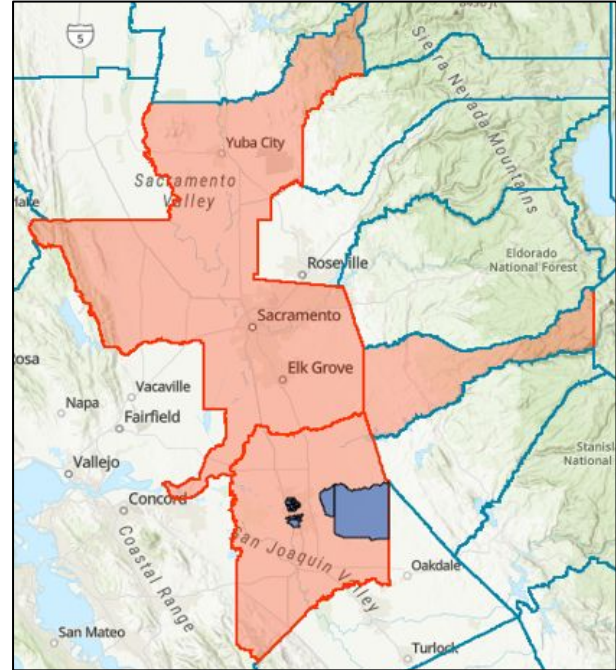 5
Yuba City
Sacramento
Valley
Sierra Nevada Mountains
Roseville
Eldorado
National Forest
Sacramento
Elk Grove
Vacaville
Napa
Fairfield
Vallejo
Concord
Coastal Range
San Joaquin Valley
Oakdale
San Mateo
Turlock
National